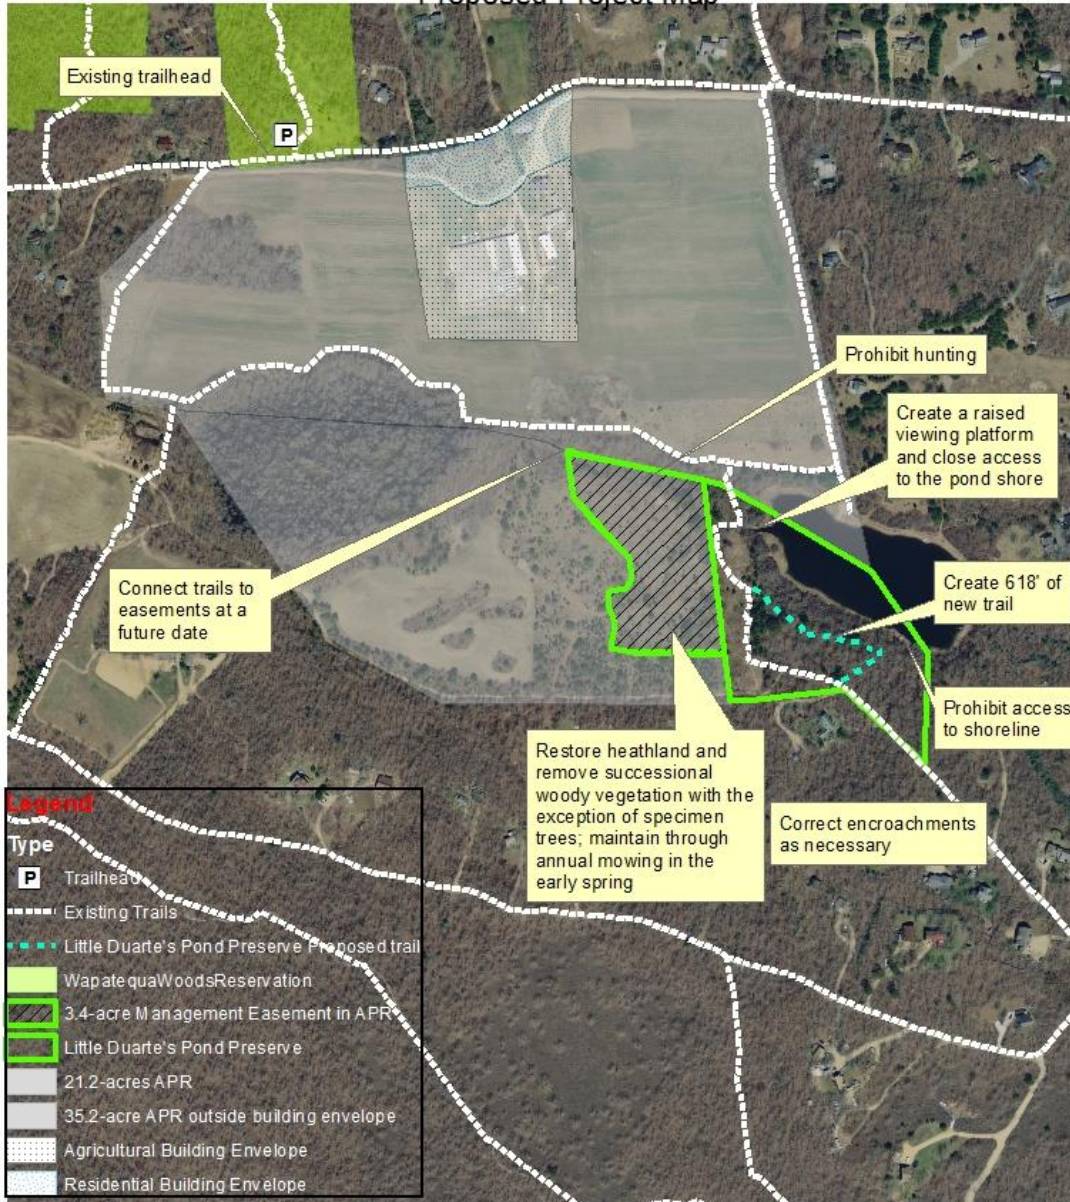 Proposed Project Map
Existing trailhead
P
Prohibit hunting
Create a raised
viewing platform
and close access
to the pond shore
Connect trails to
easements at a
future date
Create 618' of
new trail
Prohibit access
to shoreline
Restore heathland and
remove successional
woody vegetation with the
exception of specimen
trees; maintain through
annual mowing in the
early spring
Correct encroachments
as necessary
Legend
Type
P Trailhead
Existing Trails
Little Duarte's Pond Preserve Proposed trail
WapatequaWoodsReservation
3.4-acre Management Easement in APR
Little Duarte's Pond Preserve
21.2-acres APR
35.2-acre APR outside building envelope
Agricultural Building Envelope
Residential Building Envelope